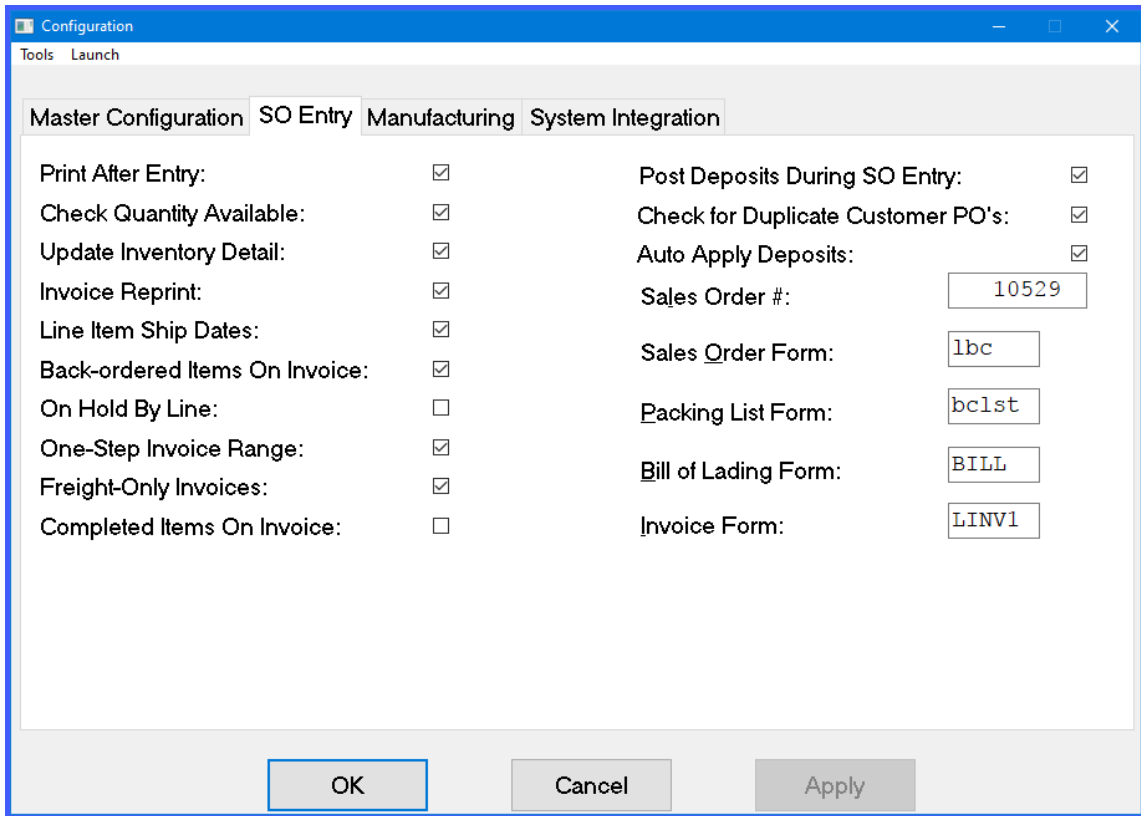 Configuration
Tools Launch
Master Configuration SO Entry Manufacturing System Integration
Print After Entry:
Check Quantity Available:
Update Inventory Detail:
Invoice Reprint:
Line Item Ship Dates:
Back-ordered Items On Invoice:
On Hold By Line:
One-Step Invoice Range:
Freight-Only Invoices:
Completed Items On Invoice:
Post Deposits During SO Entry:
Check for Duplicate Customer PO's:
Auto Apply Deposits:
Sales Order #: 10529
Sales Order Form: lbc
Packing List Form: bclst
Bill of Lading Form: BILL
Invoice Form: LINV1
OK Cancel Apply